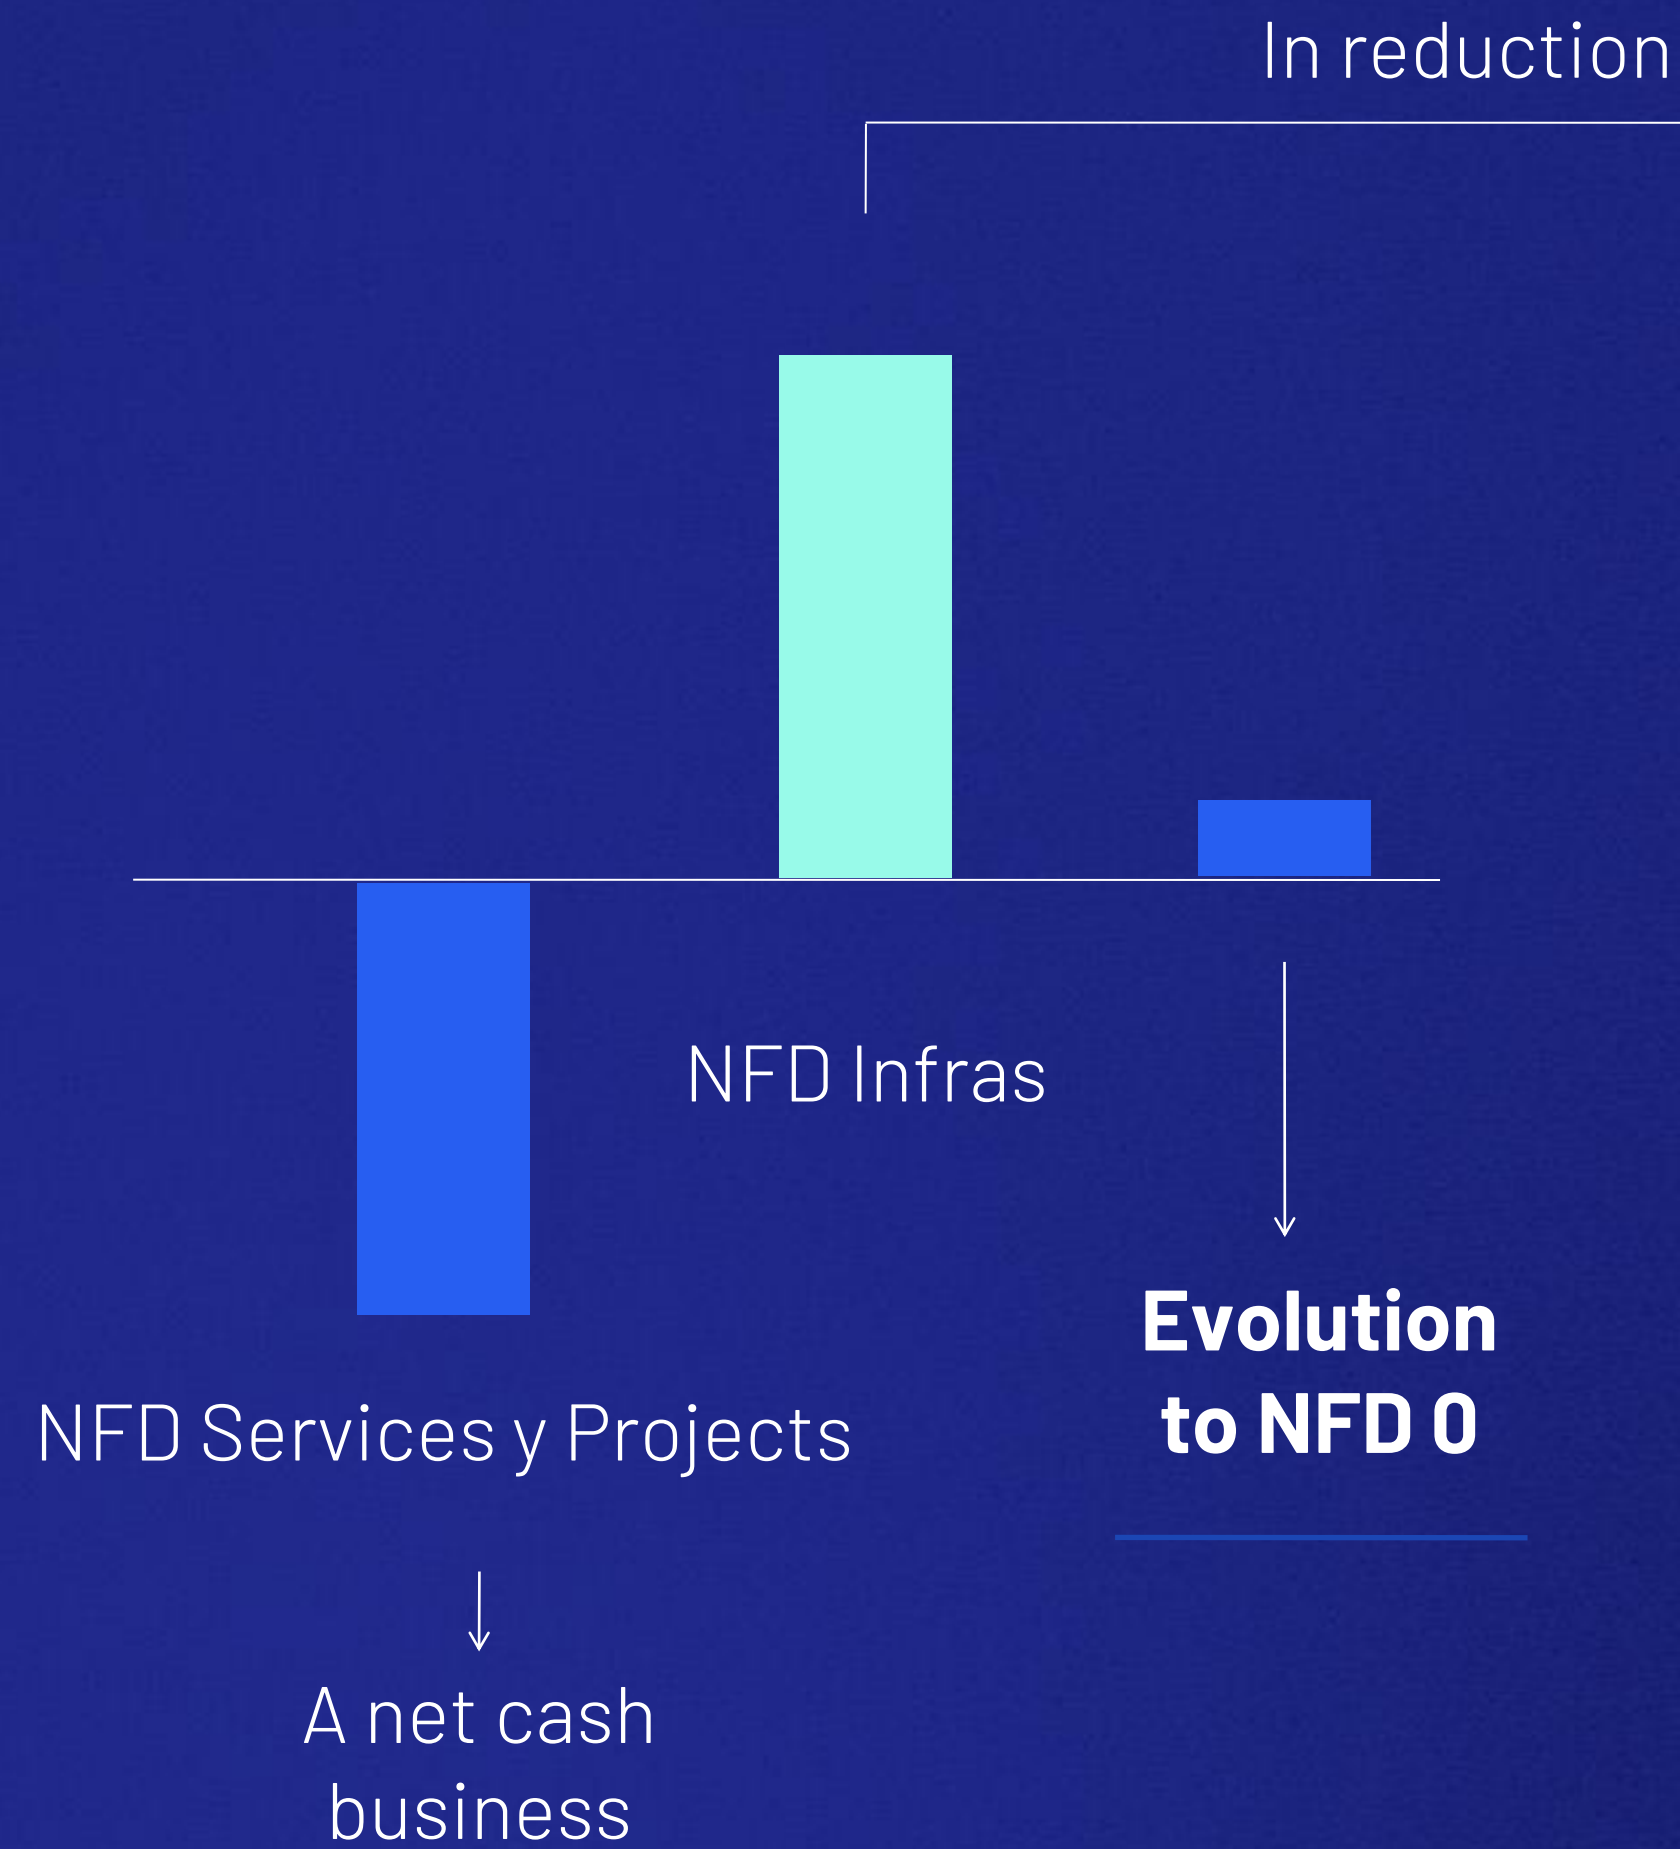 In reduction
NFD Infras
Evolution
to NFD 0
NFD Services y Projects
A net cash
business